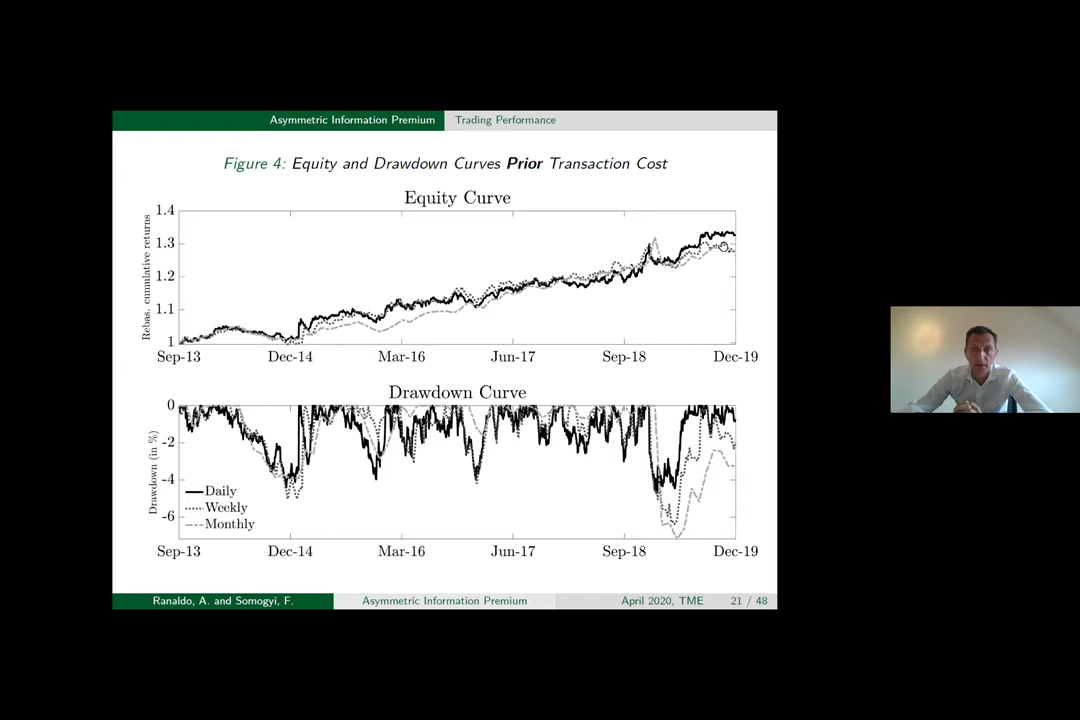 Asymmetric Information Premium Trading Performance
Figure 4: Equity and Drawdown Curves Prior Transaction Cost
Equity Curve
Rebas. cumulative returns
1.4
1.3
1.2
1.1
1
Sep-13 Dec-14 Mar-16 Jun-17 Sep-18 Dec-19
Drawdown Curve
Drawdown (in %)
0
-2
-4
-6
Daily
Weekly
Monthly
Sep-13 Dec-14 Mar-16 Jun-17 Sep-18 Dec-19
Ranaldo, A. and Somogyi, F. Asymmetric Information Premium April 2020, TME 21 / 48